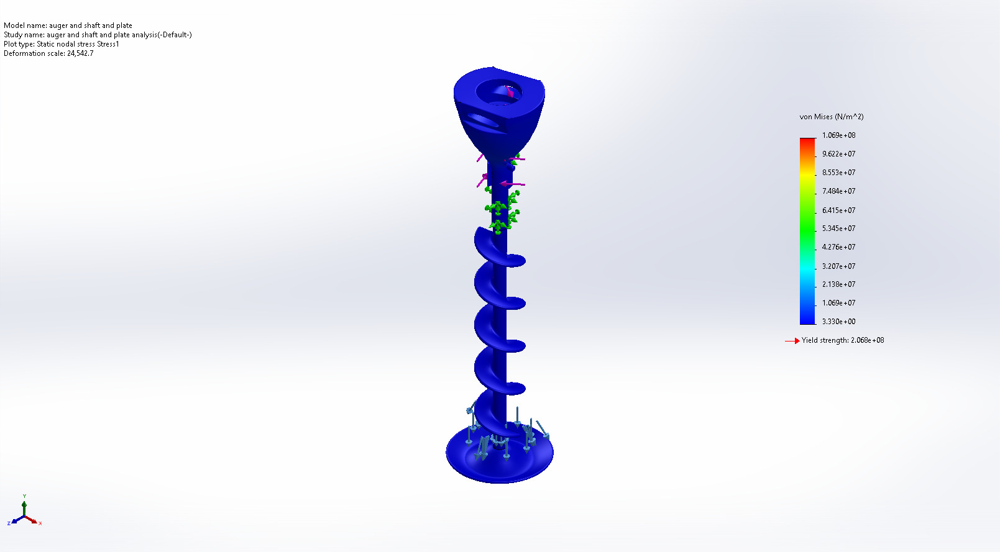 Model name: auger and shaft and plate
Study name: auger and shaft and plate analysis(-Default-)
Plot type: Static nodal stress Stress1
Deformation scale: 24,542.7
von Mises (N/m^2)
1.069e+08
9.622e+07
8.553e+07
7.484e+07
6.415e+07
5.345e+07
4.276e+07
3.207e+07
2.138e+07
1.069e+07
3.330e+00
Yield strength: 2.068e+08
Y
Z
X